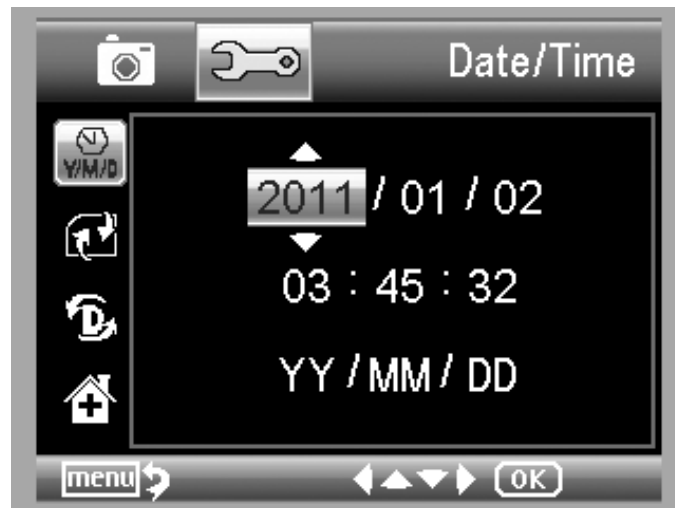 Date/Time
Y/M/D
2011 / 01 / 02
03 : 45 : 32
D
YY / MM / DD
menu OK